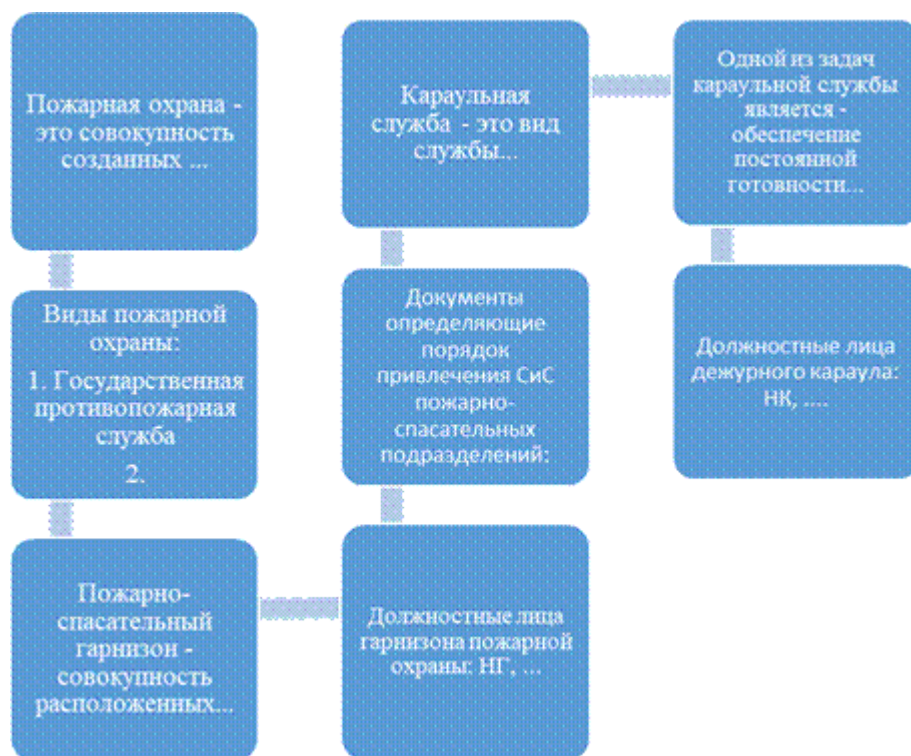 Пожарная охрана -
это совокупность
созданных ...
Виды пожарной
охраны:
1. Государственная
противопожарная
служба
2.
Пожарно-
спасательный
гарнизон -
совокупность
расположенных...
Должностные лица
гарнизона пожарной
охраны: НГ, ...
Документы
определяющие
порядок
привлечения СиС
пожарно-
спасательных
подразделений:
Караульная
служба - это вид
службы...
Одной из задач
караульной службы
является -
обеспечение
постоянной
готовности...
Должностные лица
дежурного караула:
НК, ....